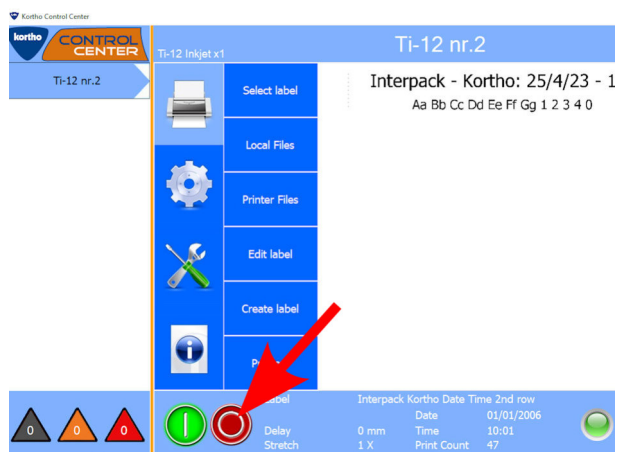 Kortho Control Center
kortho
CONTROL
CENTER
Ti-12 Inkjet x1
Ti-12 nr.2
Ti-12 nr.2
Select label
Local Files
Printer Files
Edit label
Create label
Interpack - Kortho: 25/4/23 - 1
Aa Bb Cc Dd Ee Ff Gg 1 2 3 4 0
0 0 0
Label Interpack Kortho Date Time 2nd row
Date 01/01/2006
Delay 0 mm Time 10:01
Stretch 1 X Print Count 47